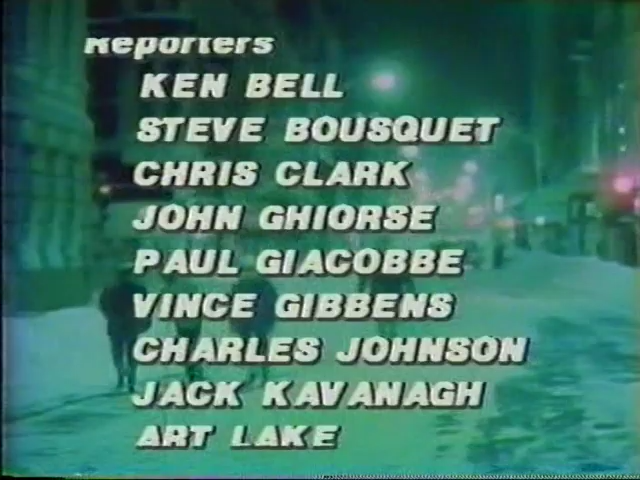 Reporters
KEN BELL
STEVE BOUSQUET
CHRIS CLARK
JOHN GHIORSE
PAUL GIACOBBE
VINCE GIBBENS
CHARLES JOHNSON
JACK KAVANAGH
ART LAKE